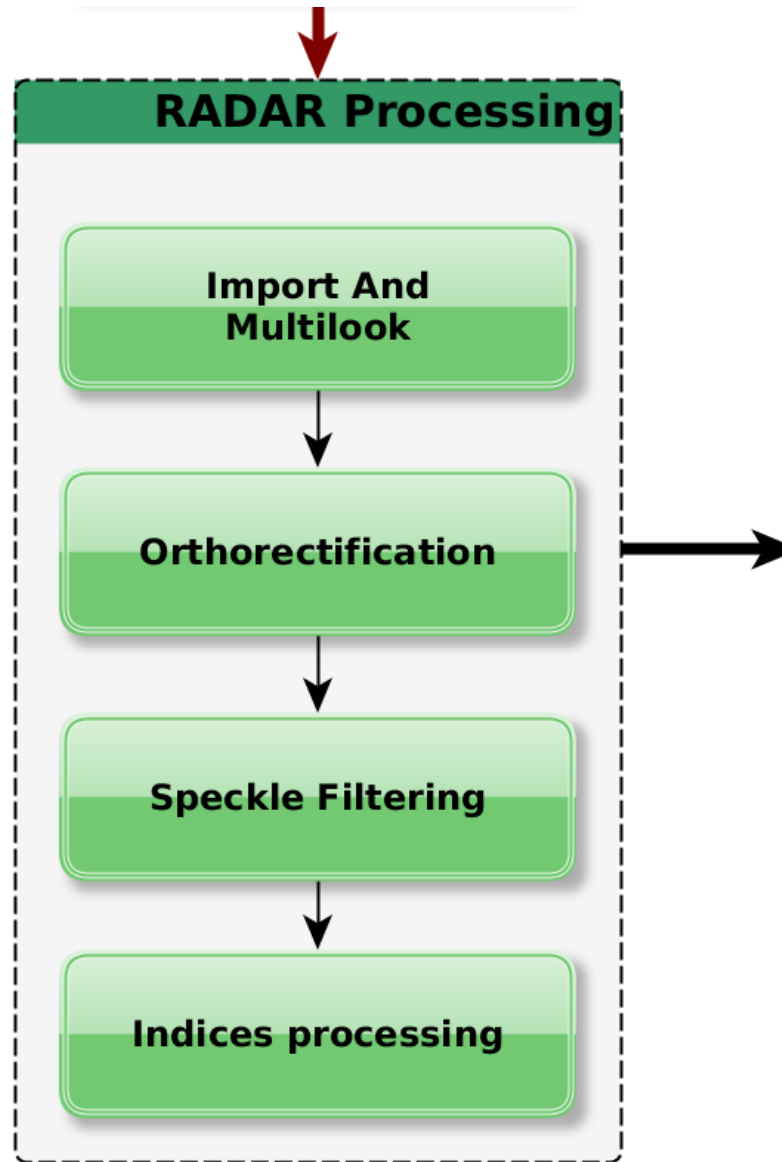 RADAR Processing
Import And
Multilook
Orthorectification
Speckle Filtering
Indices processing